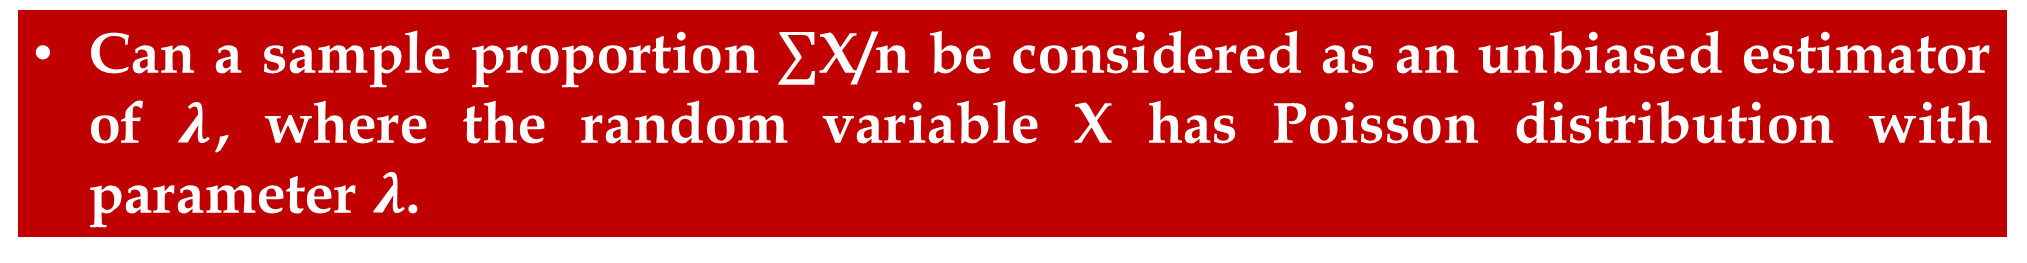 • Can a sample proportion ∑X/n be considered as an unbiased estimator
of λ, where the random variable X has Poisson distribution with
parameter λ.